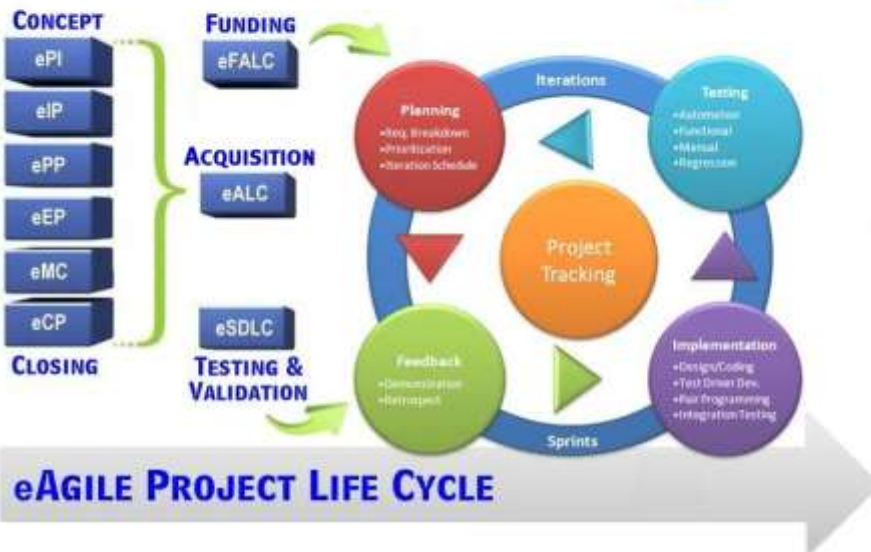 CONCEPT
ePI
eIP
ePP
eEP
eMC
eCP
CLOSING
FUNDING
eFALC
ACQUISITION
eALC
eSDLC
TESTING &
VALIDATION
Iterations
Planning
•Req. Breakdown
•Prioritization
•Iteration Schedule
Testing
•Automation
•Functional
•Manual
•Regression
Project
Tracking
Feedback
•Demonstration
•Retrospect
Implementation
•Design/Coding
•Test Driver Dev.
•Pair Programming
•Integration Testing
Sprints
eAGILE PROJECT LIFE CYCLE